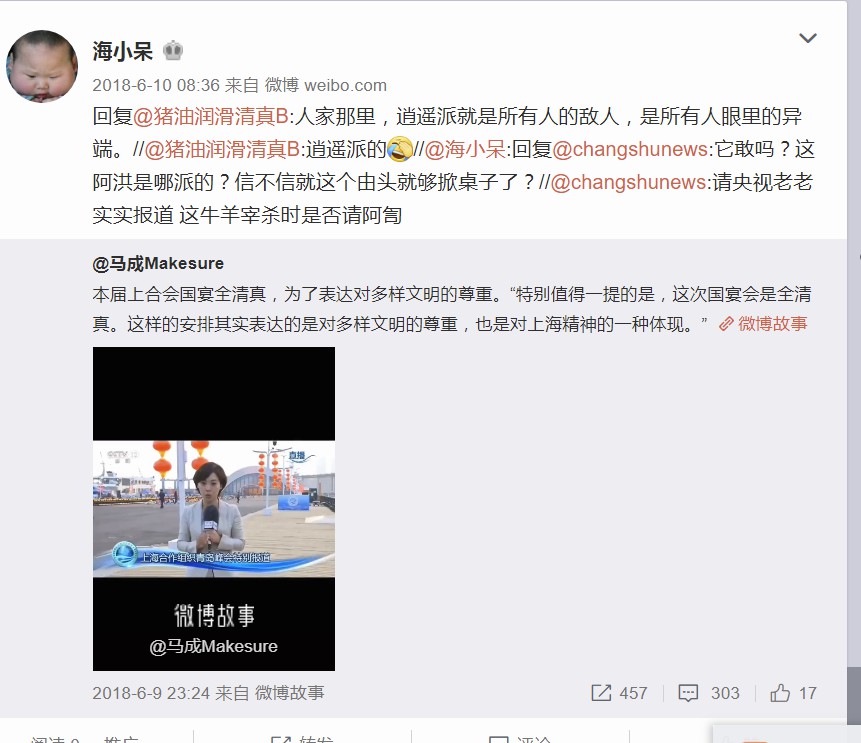 海小呆
2018-6-10 08:36 来自 微博 weibo.com
回复@猪油润滑清真B:人家那里，逍遥派就是所有人的敌人，是所有人眼里的异
端。//@猪油润滑清真B:逍遥派的//@海小呆:回复@changshunews:它敢吗？这
阿洪是哪派的？信不信就这个由头就够掀桌子了？//@changshunews:请央视老老
实实报道 这牛羊宰杀时是否请阿訇
@马成Makesure
本届上合会国宴全清真，为了表达对多样文明的尊重。“特别值得一提的是，这次国宴会是全清
真。这样的安排其实表达的是对多样文明的尊重，也是对上海精神的一种体现。” 微博故事
CCTV
直播
上海合作组织青岛峰会特别报道
微博故事
@马成Makesure
2018-6-9 23:24 来自 微博故事
457 303 17
阅读 0 推广 转发 评论